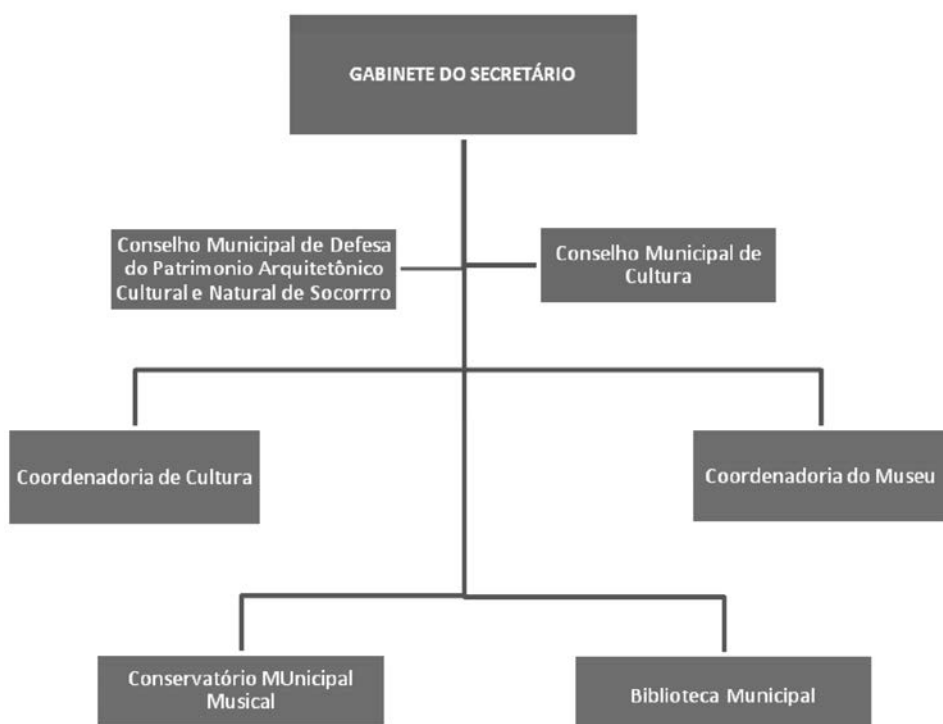 GABINETE DO SECRETÁRIO
Conselho Municipal de Defesa
do Patrimonio Arquitetônico
Cultural e Natural de Socorrro
Conselho Municipal de
Cultura
Coordenadoria de Cultura
Coordenadoria do Museu
Conservatório MUnicipal
Musical
Biblioteca Municipal